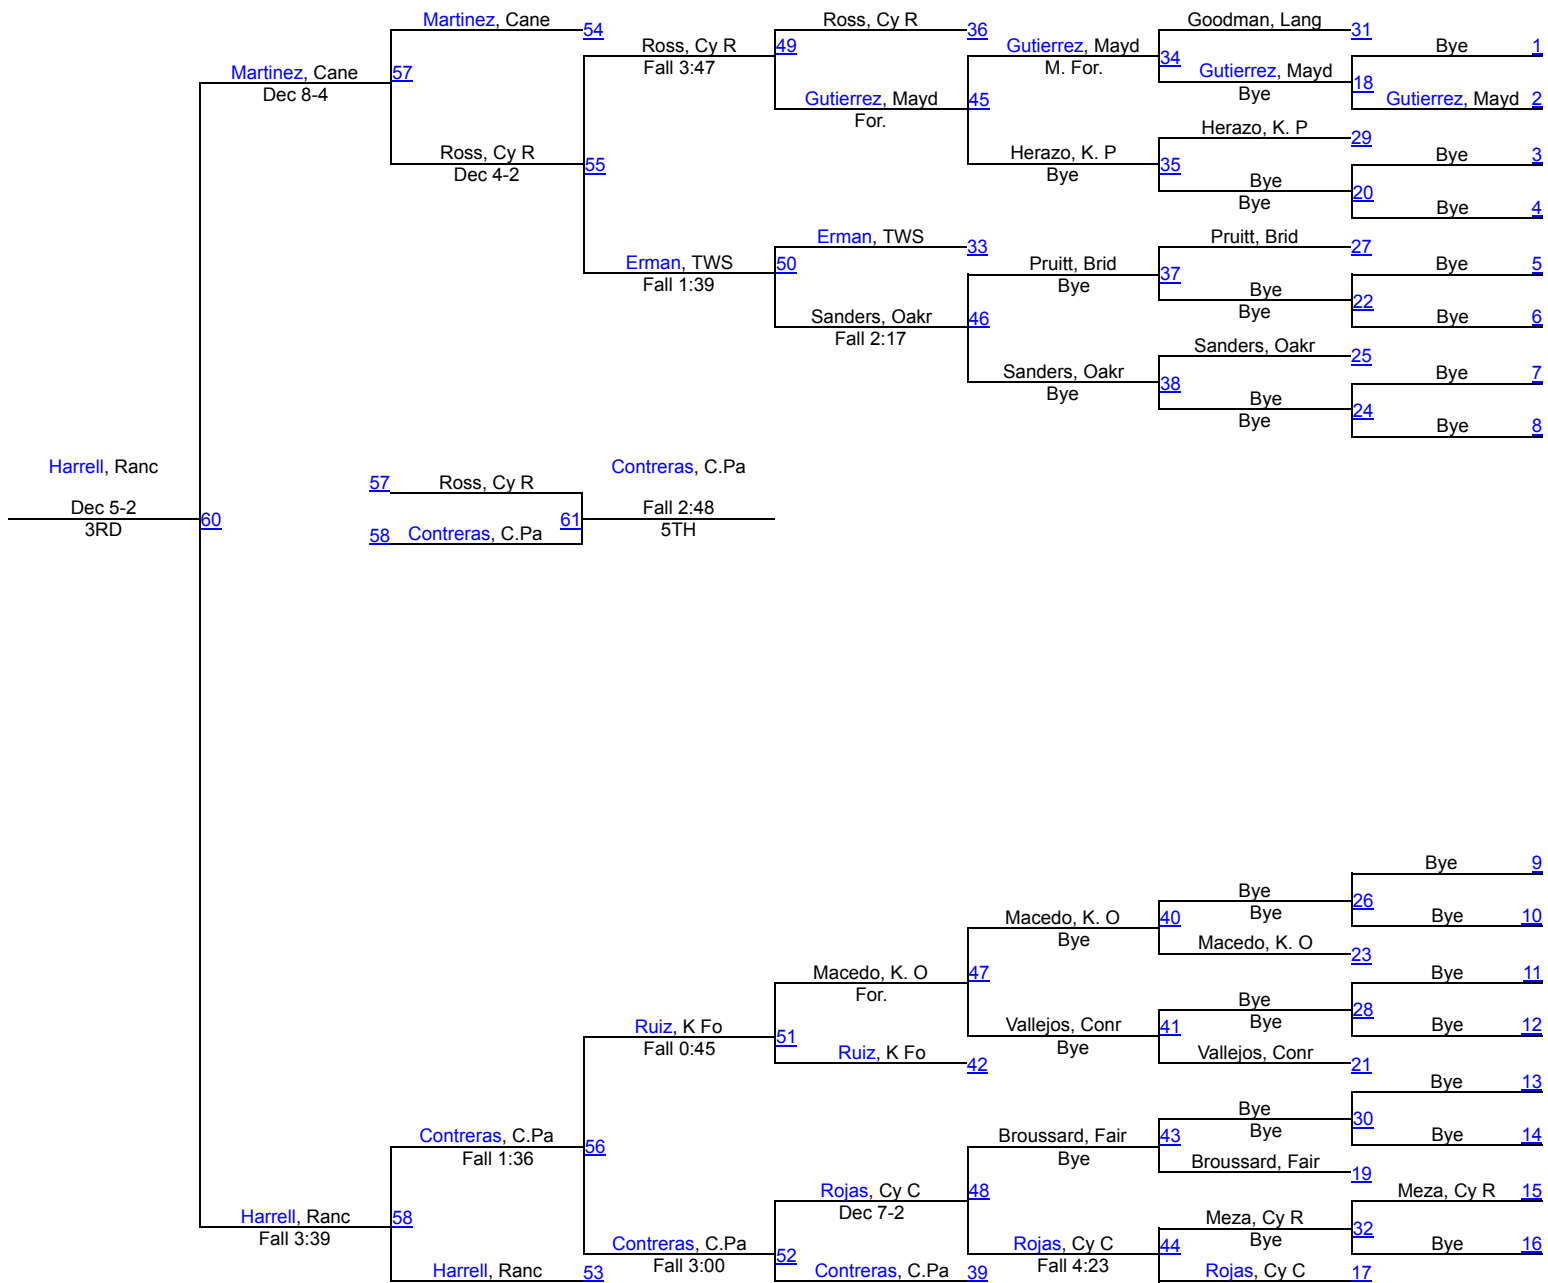 Martinez, Cane 54
Ross, Cy R 36
Goodman, Lang 31
Ross, Cy R 49
Fall 3:47
Gutierrez, Mayd 34
M. For.
Bye 1
Martinez, Cane 57
Dec 8-4
Gutierrez, Mayd 45
For.
Gutierrez, Mayd 18
Bye
Gutierrez, Mayd 2
Herazo, K. P 29
Ross, Cy R 55
Dec 4-2
Herazo, K. P 35
Bye
Bye 3
Bye 20
Bye
Bye 4
Erman, TWS 33
Pruitt, Brid 27
Erman, TWS 50
Fall 1:39
Pruitt, Brid 37
Bye
Bye 5
Bye 22
Bye
Sanders, Oakr 46
Fall 2:17
Bye 6
Sanders, Oakr 25
Sanders, Oakr 38
Bye
Bye 7
Bye 24
Bye
Bye 8
Harrell, Ranc
Contreras, C.Pa
57 Ross, Cy R
Dec 5-2
3RD
60
61
Fall 2:48
5TH
58 Contreras, C.Pa
Bye 9
Bye 26
Bye
Macedo, K. O 40
Bye
Bye 10
Macedo, K. O 23
Macedo, K. O 47
For.
Bye 11
Bye 28
Bye
Ruiz, K Fo 51
Fall 0:45
Vallejos, Conr 41
Bye
Bye 12
Ruiz, K Fo 42
Vallejos, Conr 21
Bye 13
Bye 30
Bye
Contreras, C.Pa 56
Fall 1:36
Broussard, Fair 43
Bye
Bye 14
Broussard, Fair 19
Rojas, Cy C 48
Dec 7-2
Meza, Cy R 15
Harrell, Ranc 58
Fall 3:39
Meza, Cy R 32
Bye
Contreras, C.Pa 52
Fall 3:00
Rojas, Cy C 44
Fall 4:23
Bye 16
Harrell, Ranc 53
Contreras, C.Pa 39
Rojas, Cy C 17